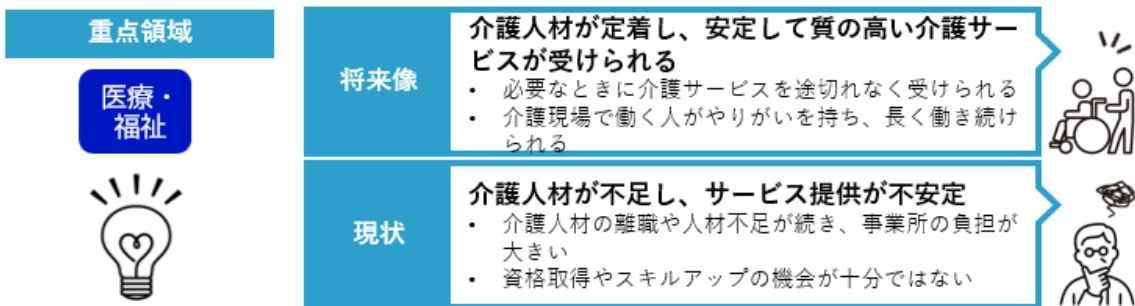 重点領域
医療・
福祉
将来像
介護人材が定着し、安定して質の高い介護サー
ビスが受けられる
• 必要なときに介護サービスを途切れなく受けられる
• 介護現場で働く人がやりがいを持ち、長く働き続け
られる
現状
介護人材が不足し、サービス提供が不安定
• 介護人材の離職や人材不足が続き、事業所の負担が
大きい
• 資格取得やスキルアップの機会が十分ではない